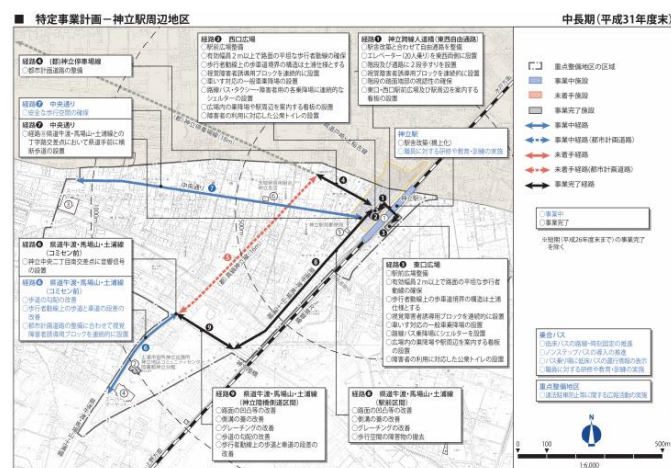 ■ 特定事業計画－神立駅周辺地区
中長期(平成31年度末)
経路❹ (都)神立停車場線
○都市計画道路の整備
経路❼ 中央通り
○安全な歩行空間の確保
経路❼ 中央通り
○経路⑧県道牛渡・馬場山・土浦線との
丁字路交差点において県道手前に横
断歩道の設置
経路❷ 西口広場
○駅前広場整備
○有効幅員2m以上で路面の平坦な歩行者動線の確保
○歩行者動線上の歩車道境界の構造は土浦仕様とする
○視覚障害者誘導用ブロックを連続的に設置
○車いす対応の一般車乗降場の設置
○路線バス・タクシー・障害者用の各乗降場に連続的な
シェルターの設置
○広場内の乗降場や駅周辺等を案内する看板の設置
○障害者の利用に対応した公衆トイレの設置
経路❶ 神立跨線人道橋(東西自由通路)
○駅舎改築と合わせて自由通路を整備
○エレベーター(20人乗り)を東西両側に設置
○階段及び通路に2段手すりを設置
○視覚障害者誘導用ブロックを連続的に設置
○階段の路面地部の視認性の確保
○東口・西口駅前広場及び駅周辺等を案内する
看板の設置
神立駅
○駅舎改築(橋上化)
○職員に対する研修や教育・訓練の実施
重点整備地区の区域
事業中施設
未着手施設
事業完了施設
事業中経路
事業中経路(都市計画道路)
未着手経路
未着手経路(都市計画道路)
事業完了経路
○事業中
○事業完了
※短期(平成26年度末まで)の事業完了
を除く
中央通り
経路❽ 県道牛渡・馬場山・土浦線
(コミセン前)
○神立中央二丁目南交差点に音響信号
の設置
経路❻ 県道牛渡・馬場山・土浦線
(コミセン前)
○歩道の勾配の改善
○歩行者動線上の歩道と車道の段差の
改善
○都市計画道路の整備に合わせて視覚
障害者誘導用ブロックを連続的に設置
経路❸ 東口広場
○駅前広場整備
○有効幅員2m以上で路面の平坦な歩行者動
線の確保
○歩行者動線上の歩車道境界の構造は土浦
仕様とする
○視覚障害者誘導用ブロックを連続的に設置
○車いす対応の一般車乗降場の設置
○路線バス乗降場にシェルターを設置
○広場内の乗降場や駅周辺等を案内する看板
の設置
○障害者の利用に対応した公衆トイレの設置
経路❾ 県道牛渡・馬場山・土浦線
(神立陸橋側道区間)
○路面の凹凸等の改善
○側溝の蓋の改善
○グレーチングの改善
○歩道の勾配の改善
○歩行者動線上の歩道と車道の段差の
改善
経路❽ 県道牛渡・馬場山・土浦線
(駅前区間)
○路面の凹凸等の改善
○側溝の蓋の改善
○グレーチングの改善
○歩行空間の障害物の撤去
乗合バス
○低床バスの路線・時刻固定の推進
○ノンステップバスの導入の推進
○バス乗り場に低床バスの運行情報の表示
○職員に対する研修や教育・訓練の実施
重点整備地区
○違法駐車防止等に関する広報活動の実施
N
0 100 500m
1:6,000